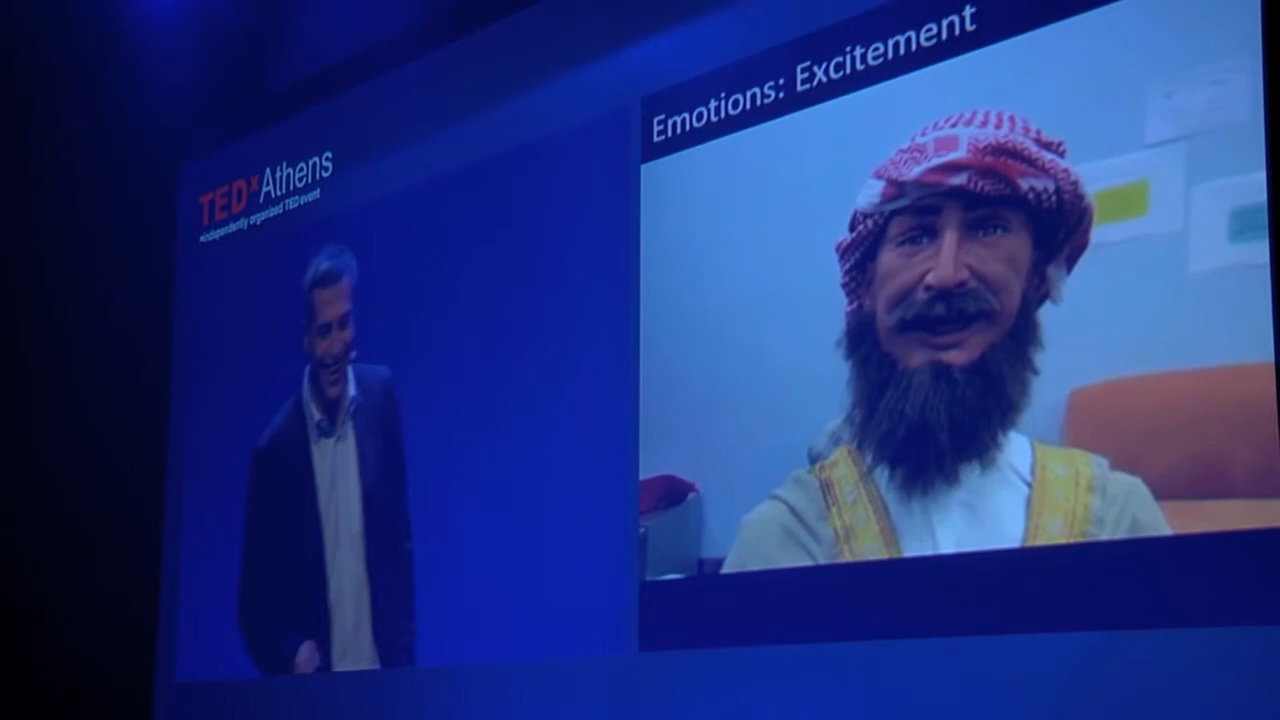 TEDxAthens
x=independently organized TED event
Emotions: Excitement